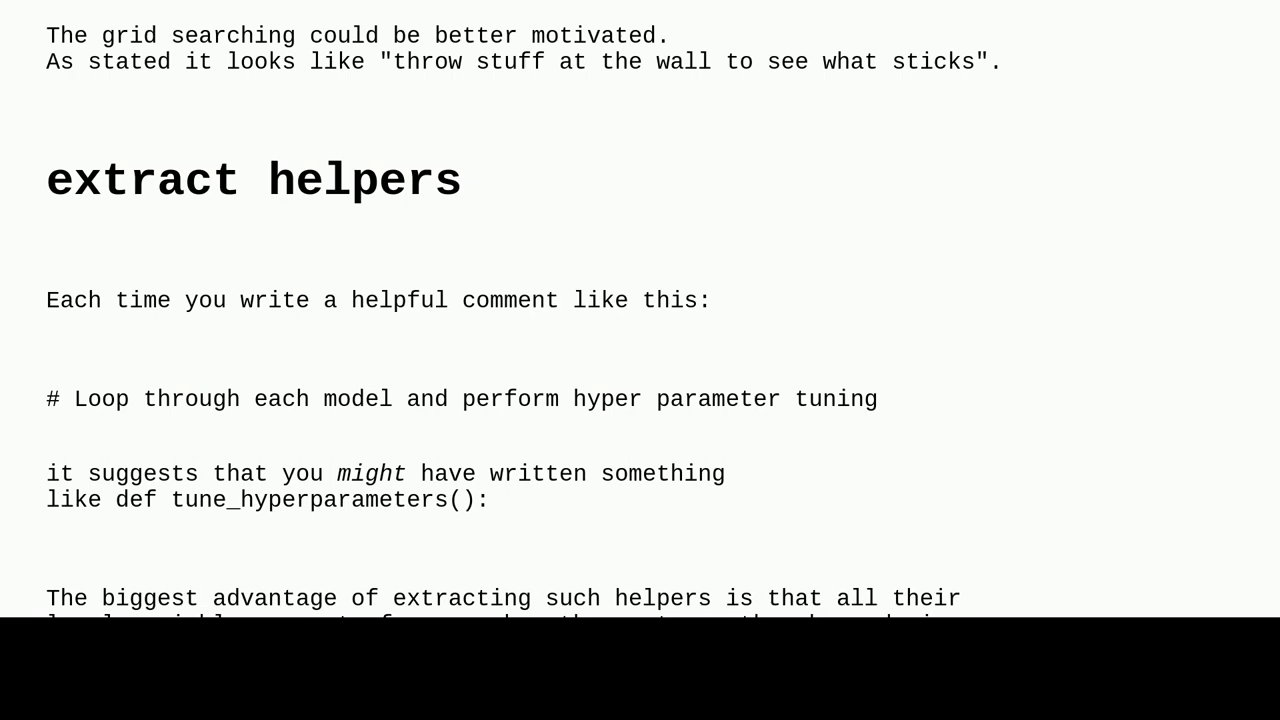 The grid searching could be better motivated.
As stated it looks like "throw stuff at the wall to see what sticks".
extract helpers
Each time you write a helpful comment like this:
# Loop through each model and perform hyper parameter tuning
it suggests that you might have written something
like def tune_hyperparameters():
The biggest advantage of extracting such helpers is that all their